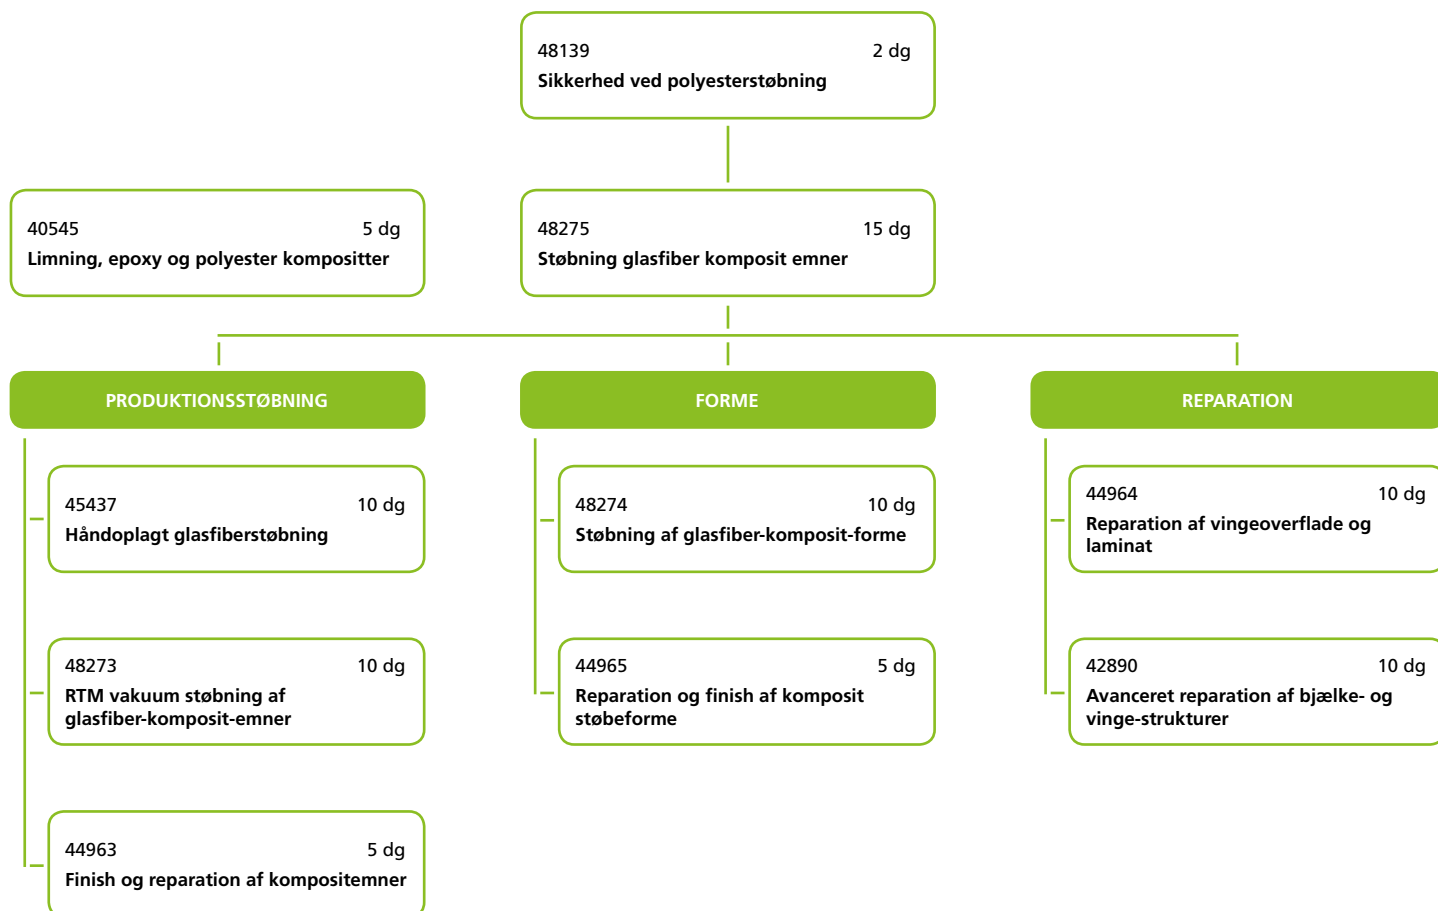 48139 2 dg
Sikkerhed ved polyesterstøbning
40545 5 dg
Limning, epoxy og polyester kompositter
48275 15 dg
Støbning glasfiber komposit emner
PRODUKTIONSSTØBNING
45437 10 dg
Håndoplagt glasfiberstøbning
48273 10 dg
RTM vakuum støbning af
glasfiber-komposit-emner
44963 5 dg
Finish og reparation af kompositemner
FORME
48274 10 dg
Støbning af glasfiber-komposit-forme
44965 5 dg
Reparation og finish af komposit
støbeforme
REPARATION
44964 10 dg
Reparation af vingeoverflade og
laminat
42890 10 dg
Avanceret reparation af bjælke- og
vinge-strukturer